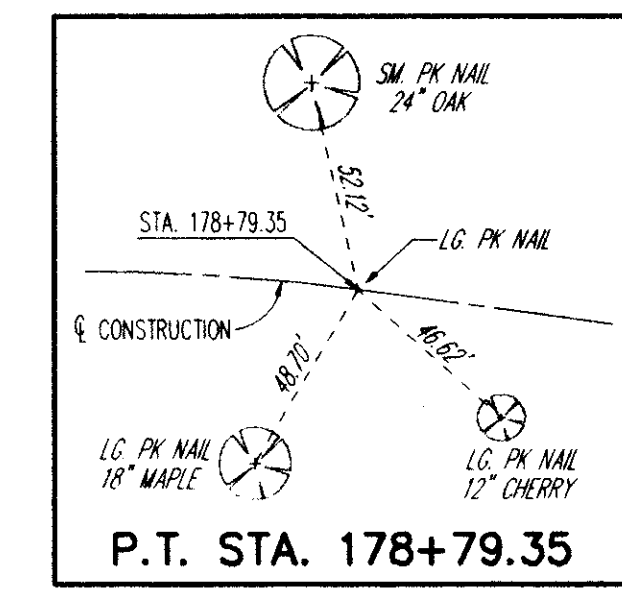 SM. PK NAIL
24" OAK
52.12'
STA. 178+79.35
LG. PK NAIL
℄ CONSTRUCTION
48.70'
46.62'
LG. PK NAIL
18" MAPLE
LG. PK NAIL
12" CHERRY
P.T. STA. 178+79.35